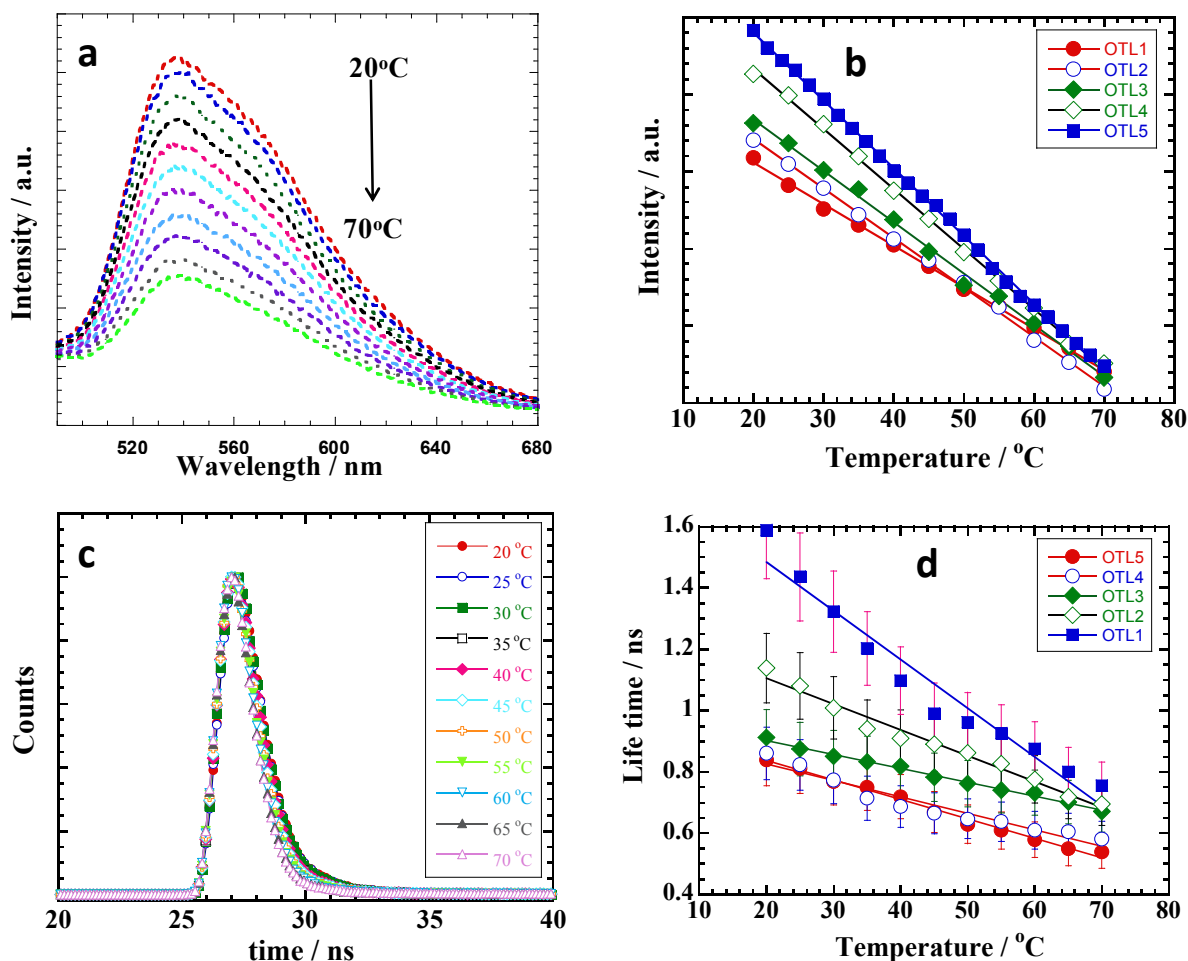 a
20°C
70°C
Intensity / a.u.
520 560 600 640 680
Wavelength / nm
b
OTL1
OTL2
OTL3
OTL4
OTL5
Intensity / a.u.
10 20 30 40 50 60 70 80
Temperature / °C
c
20 °C
25 °C
30 °C
35 °C
40 °C
45 °C
50 °C
55 °C
60 °C
65 °C
70 °C
Counts
20 25 30 35 40
time / ns
d
OTL5
OTL4
OTL3
OTL2
OTL1
1.6
1.4
1.2
1
0.8
0.6
0.4
Life time / ns
10 20 30 40 50 60 70 80
Temperature / °C